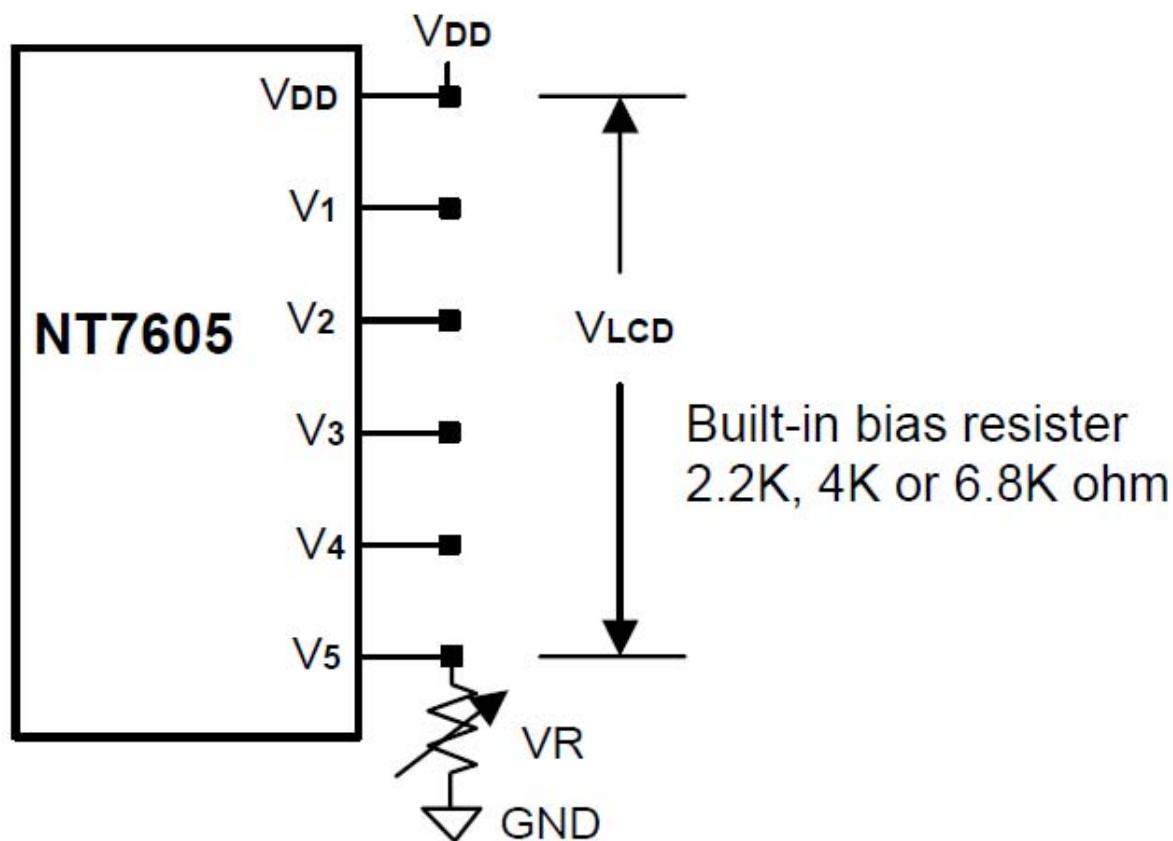 VDD
VDD
V1
NT7605
V2
VLCD
V3
Built-in bias resister
2.2K, 4K or 6.8K ohm
V4
V5
VR
GND